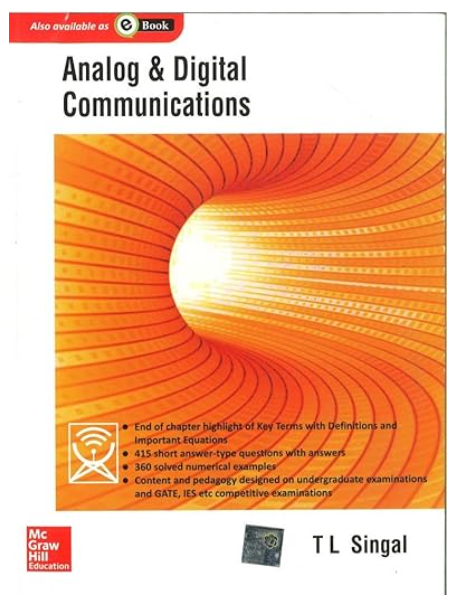 Also available as e Book
Analog & Digital
Communications
• End of chapter highlight of Key Terms with Definitions and
Important Equations
• 415 short answer-type questions with answers
• 360 solved numerical examples
• Content and pedagogy designed on undergraduate examinations
and GATE, IES etc competitive examinations
Mc
Graw
Hill
Education
T L Singal